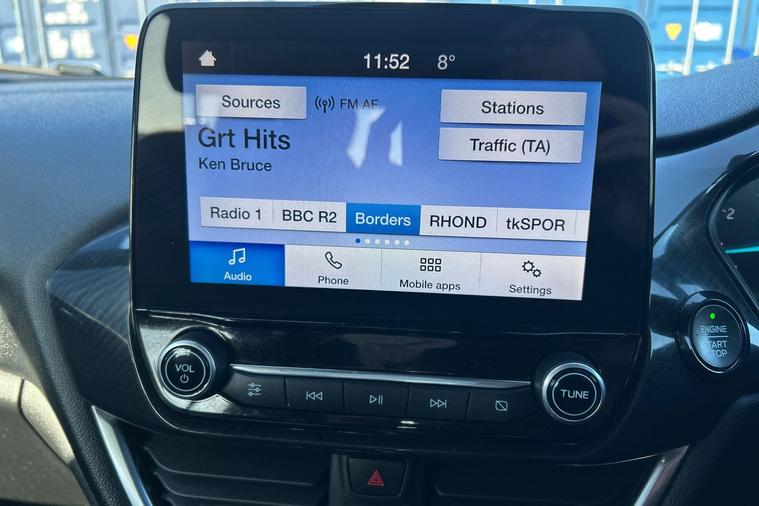 11:52 8°
Sources FM AF Stations
Grt Hits Traffic (TA)
Ken Bruce
Radio 1 BBC R2 Borders RHOND tkSPOR
Audio Phone Mobile apps Settings
VOL
TUNE
ENGINE
START
STOP
2